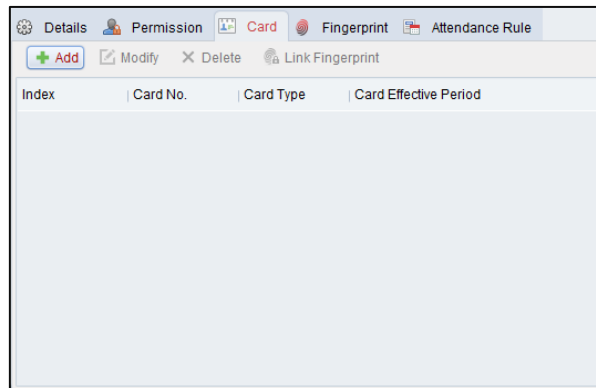 Details Permission Card Fingerprint Attendance Rule
Add Modify Delete Link Fingerprint
Index Card No. Card Type Card Effective Period